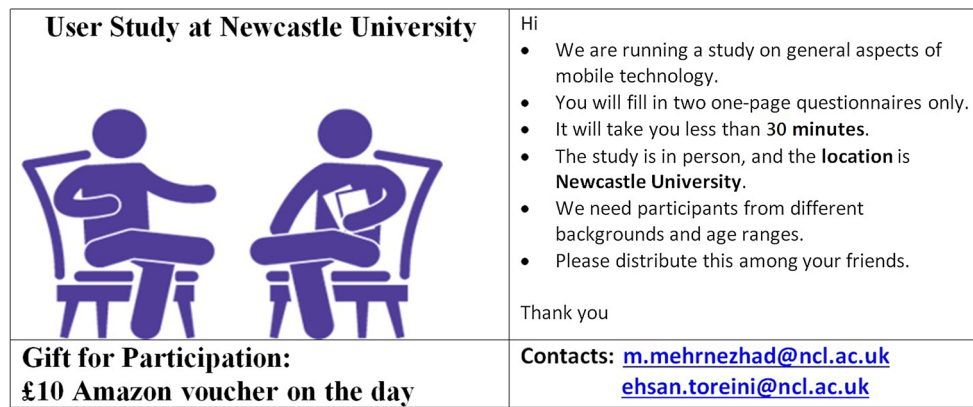 User Study at Newcastle University
Hi
• We are running a study on general aspects of
mobile technology.
• You will fill in two one-page questionnaires only.
• It will take you less than 30 minutes.
• The study is in person, and the location is
Newcastle University.
• We need participants from different
backgrounds and age ranges.
• Please distribute this among your friends.
Thank you
Gift for Participation:
£10 Amazon voucher on the day
Contacts: m.mehrnezhad@ncl.ac.uk
ehsan.toreini@ncl.ac.uk